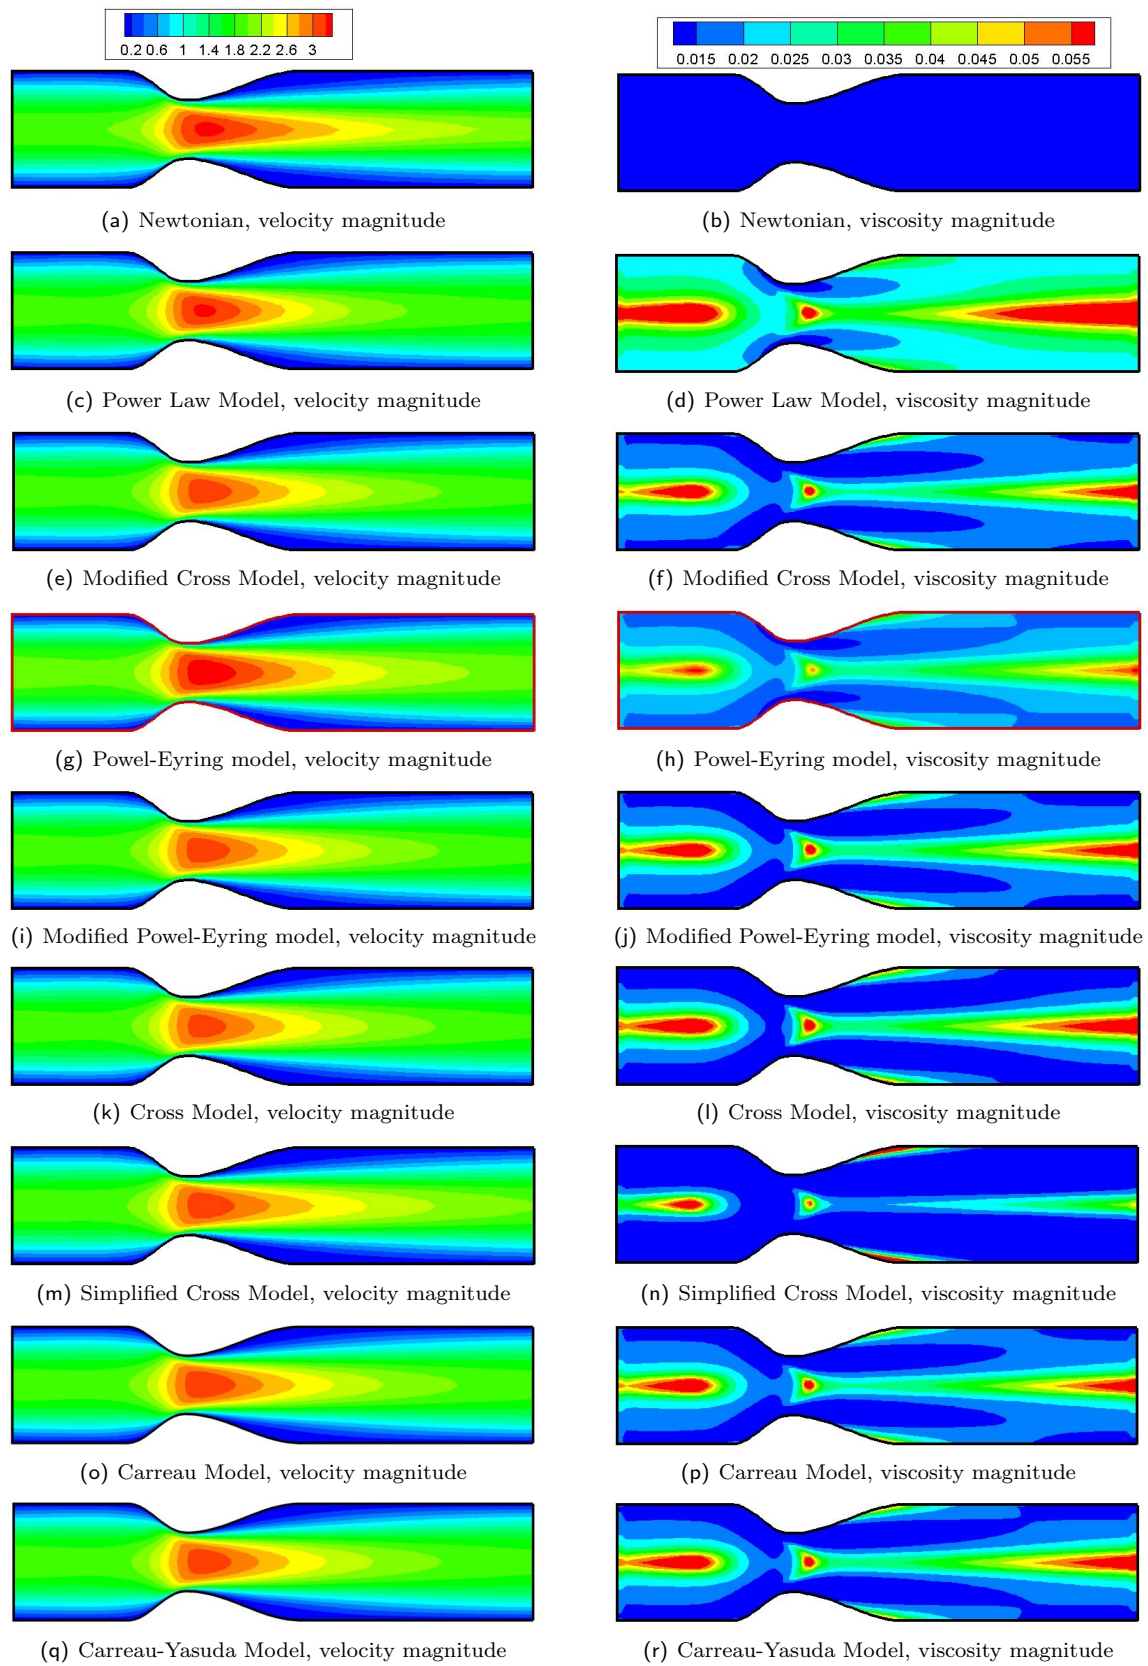 0.2 0.6 1 1.4 1.8 2.2 2.6 3
0.015 0.02 0.025 0.03 0.035 0.04 0.045 0.05 0.055
(a) Newtonian, velocity magnitude
(b) Newtonian, viscosity magnitude
(c) Power Law Model, velocity magnitude
(d) Power Law Model, viscosity magnitude
(e) Modified Cross Model, velocity magnitude
(f) Modified Cross Model, viscosity magnitude
(g) Powel-Eyring model, velocity magnitude
(h) Powel-Eyring model, viscosity magnitude
(i) Modified Powel-Eyring model, velocity magnitude
(j) Modified Powel-Eyring model, viscosity magnitude
(k) Cross Model, velocity magnitude
(l) Cross Model, viscosity magnitude
(m) Simplified Cross Model, velocity magnitude
(n) Simplified Cross Model, viscosity magnitude
(o) Carreau Model, velocity magnitude
(p) Carreau Model, viscosity magnitude
(q) Carreau-Yasuda Model, velocity magnitude
(r) Carreau-Yasuda Model, viscosity magnitude